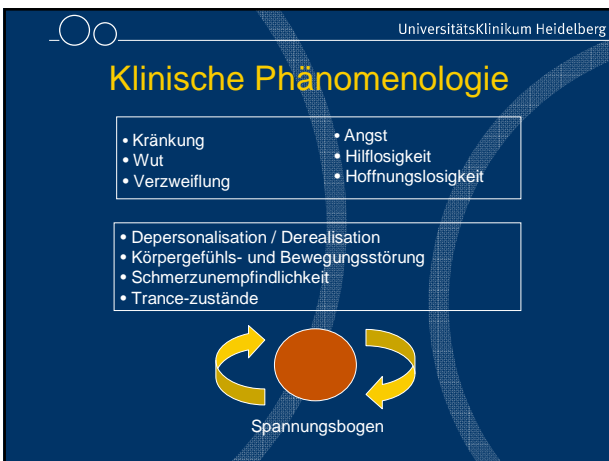 UniversitätsKlinikum Heidelberg
Klinische Phänomenologie
• Kränkung
• Wut
• Verzweiflung
• Angst
• Hilflosigkeit
• Hoffnungslosigkeit
• Depersonalisation / Derealisation
• Körpergefühls- und Bewegungsstörung
• Schmerzunempfindlichkeit
• Trance-zustände
Spannungsbogen